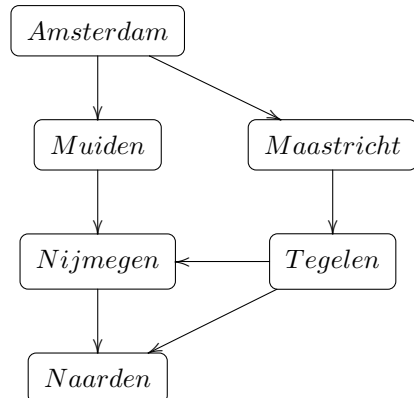 Amsterdam
Muiden
Maastricht
Nijmegen
Tegelen
Naarden